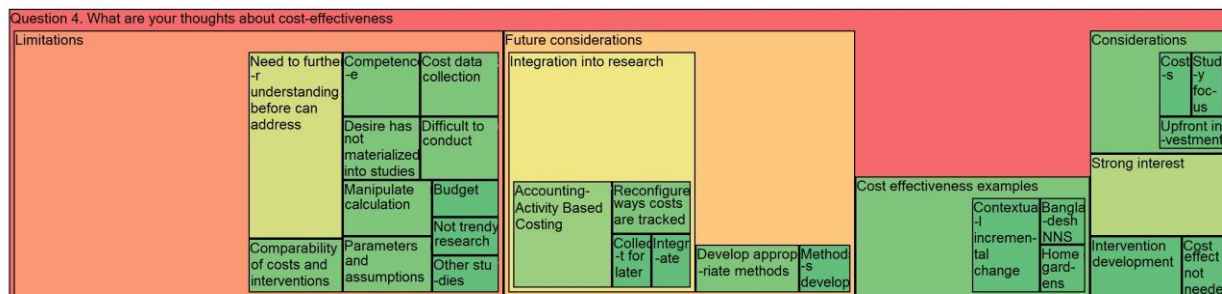 Question 4. What are your thoughts about cost-effectiveness
Limitations
Need to furthe
-r
understanding
before can
address
Competenc
-e
Cost data
collection
Desire has
not
materialized
into studies
Difficult to
conduct
Manipulate
calculation
Budget
Not trendy
research
Comparability
of costs and
interventions
Parameters
and
assumptions
Other stu
-dies
Future considerations
Integration into research
Accounting-
Activity Based
Costing
Reconfigure
ways costs
are tracked
Collec
-t for
later
Integr
-ate
Develop approp
-riate methods
Method
-s
develop
Cost effectiveness examples
Contextua
-l
incremen-
tal
change
Bangla
-desh
NNS
Home
gard-
ens
Considerations
Cost
-s
Stud
-y
foc-
us
Upfront in
-vestment
Strong interest
Intervention
development
Cost
effect
not
neede